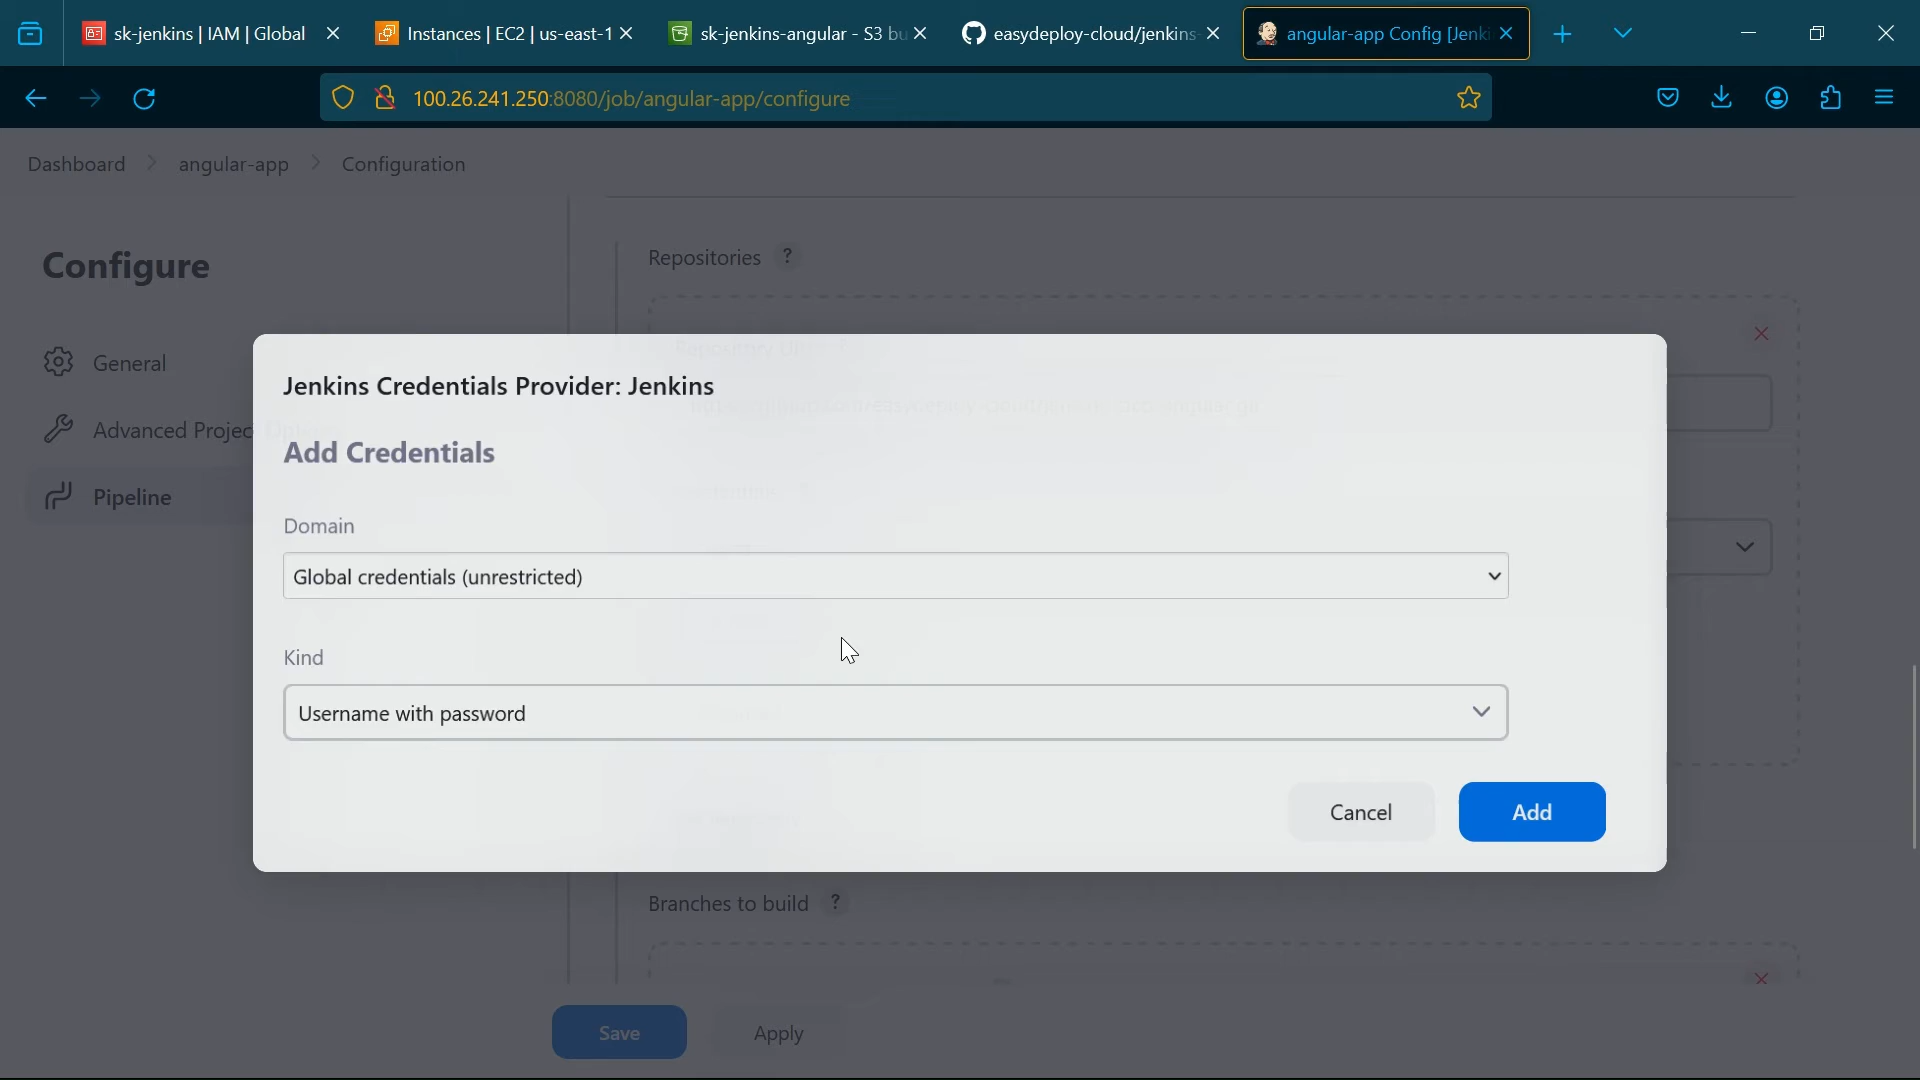 sk-jenkins | IAM | Global
Instances | EC2 | us-east-1
sk-jenkins-angular - S3 bu
easydeploy-cloud/jenkins-
angular-app Config [Jenki
100.26.241.250:8080/job/angular-app/configure
Dashboard
angular-app
Configuration
Configure
General
Advanced Projec
Pipeline
Repositories ?
Jenkins Credentials Provider: Jenkins
Add Credentials
Domain
Global credentials (unrestricted)
Kind
Username with password
Cancel
Add
Branches to build ?
Save
Apply